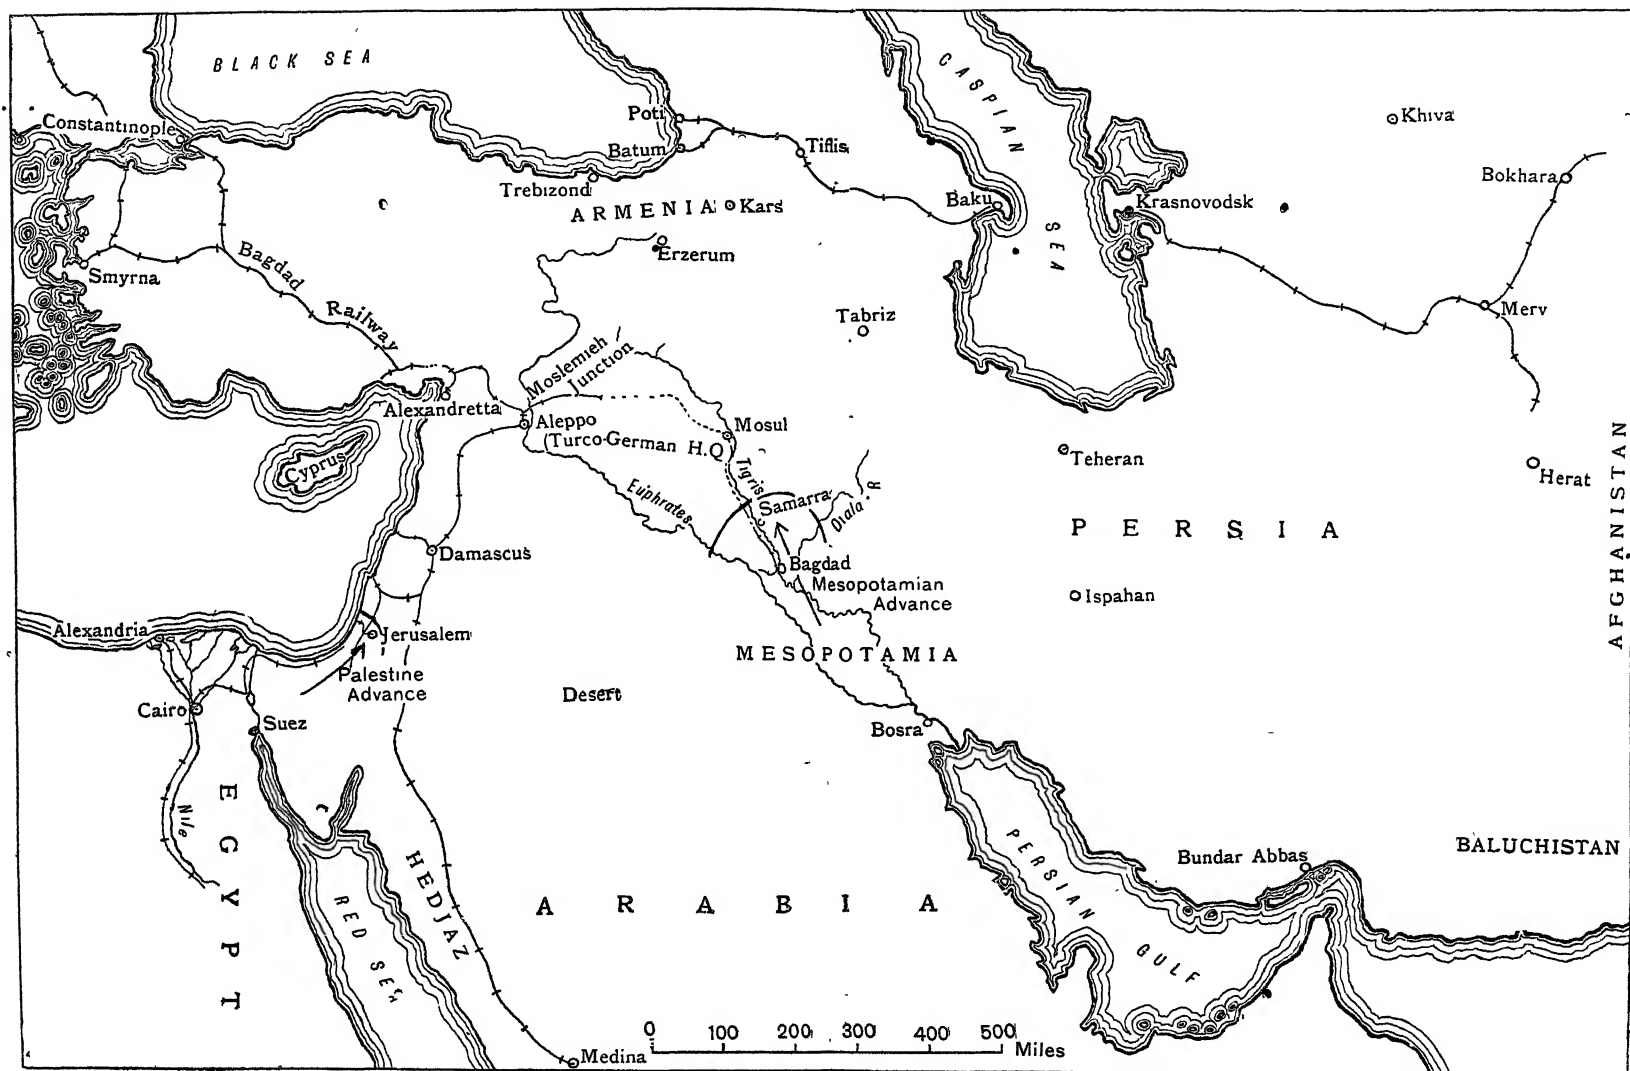 BLACK SEA
CASPIAN SEA
Khiva
Constantinople
Poti
Batum
Tiflis
Bokhara
Trebizond
ARMENIA
Kars
Baku
Krasnovodsk
Erzerum
Smyrna
Bagdad Railway
Tabriz
Merv
Moslemieh
Junction
Alexandretta
Aleppo
(Turco-German H.Q
Mosul
Teheran
Herat
AFGHANISTAN
Cyprus
Euphrates
Tigris
Samarra
Diala R
PERSIA
Damascus
Bagdad
Mesopotamian
Advance
Ispahan
Alexandria
Jerusalem
MESOPOTAMIA
Palestine
Advance
Desert
Cairo
Suez
Bosra
EGYPT
Nile
PERSIAN GULF
Bundar Abbas
BALUCHISTAN
HEDJAZ
RED SEA
ARABIA
0 100 200 300 400 500
Miles
Medina